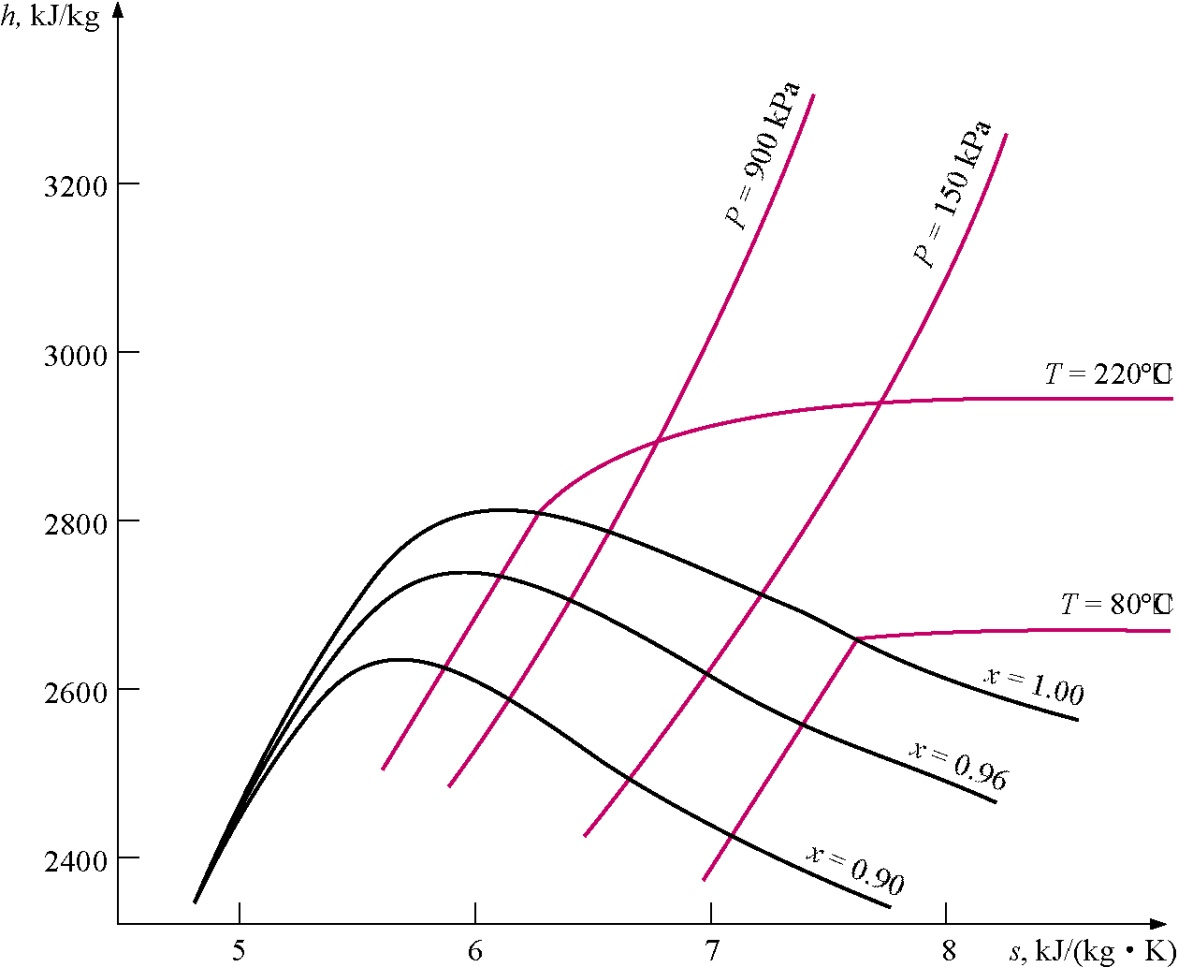 h, kJ/kg
P = 900 kPa
P = 150 kPa
3200
3000
T = 220°C
2800
T = 80°C
2600
x = 1.00
x = 0.96
2400
x = 0.90
5
6
7
8
s, kJ/(kg · K)